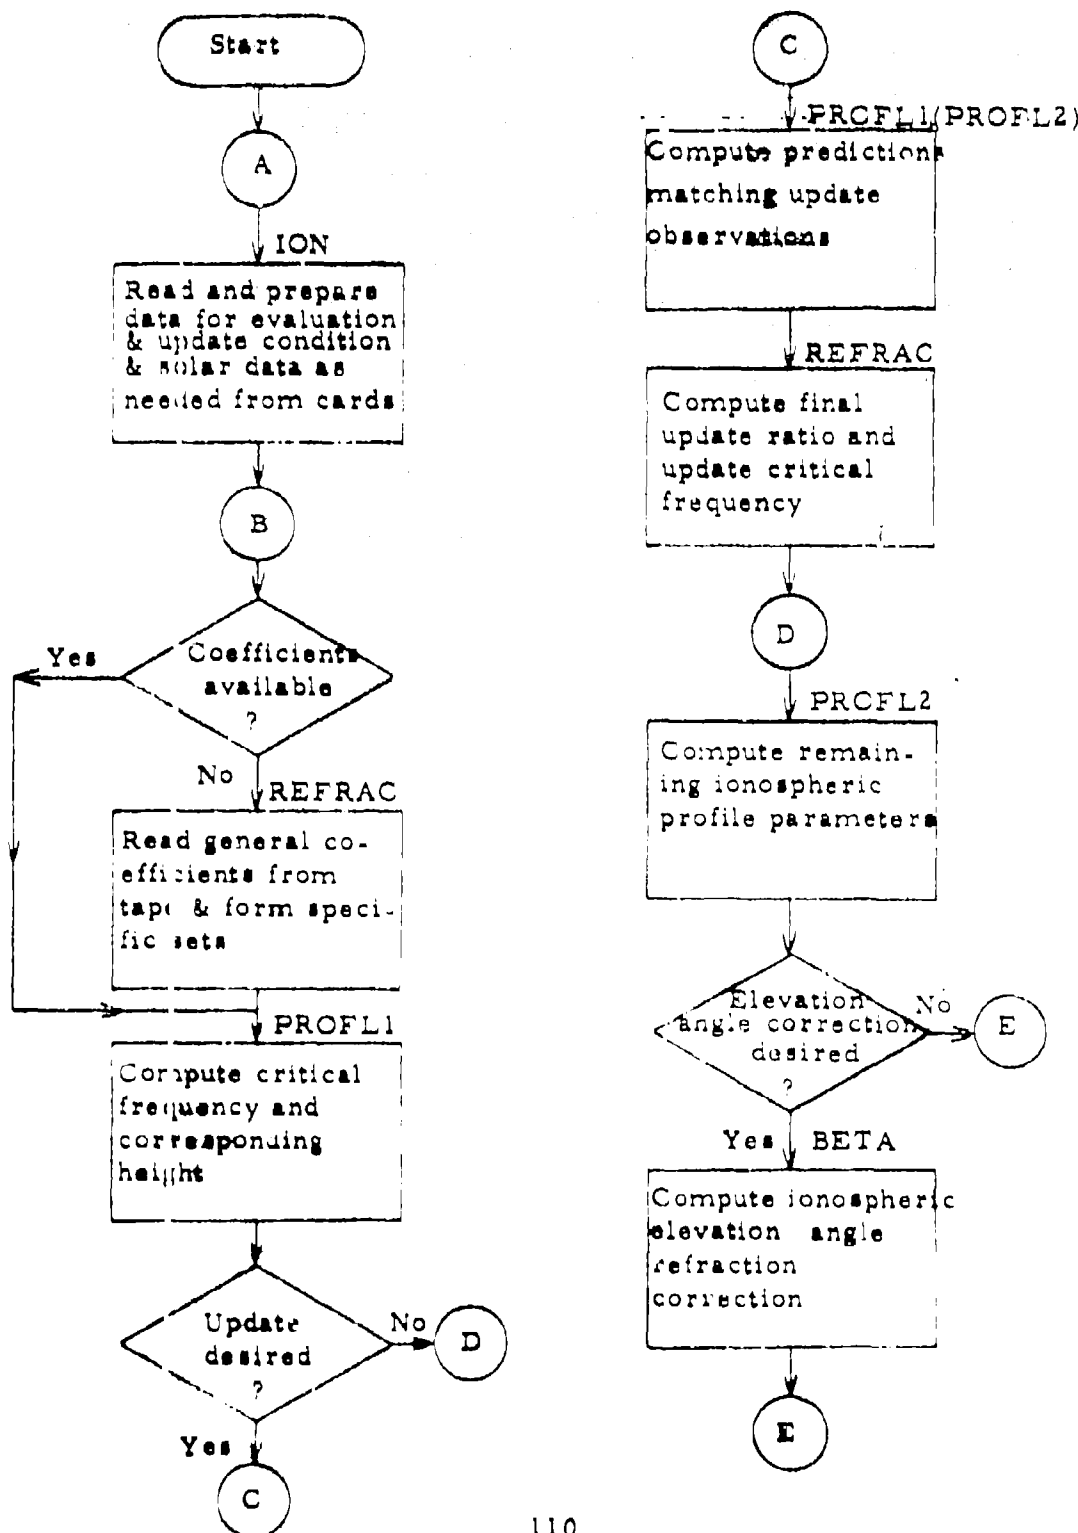 Start
A
ION
Read and prepare
data for evaluation
& update condition
& solar data as
needed from cards
B
Coefficients
available
?
Yes
No
REFRAC
Read general co-
efficients from
tape & form speci-
fic sets
PROFL1
Compute critical
frequency and
corresponding
height
Update
desired
?
No
D
Yes
C
C
PROFL1(PROFL2)
Compute predictions
matching update
observations
REFRAC
Compute final
update ratio and
update critical
frequency
D
PROFL2
Compute remain-
ing ionospheric
profile parameters
Elevation
angle correction
desired
?
No
E
Yes
BETA
Compute ionospheric
elevation angle
refraction
correction
E
110